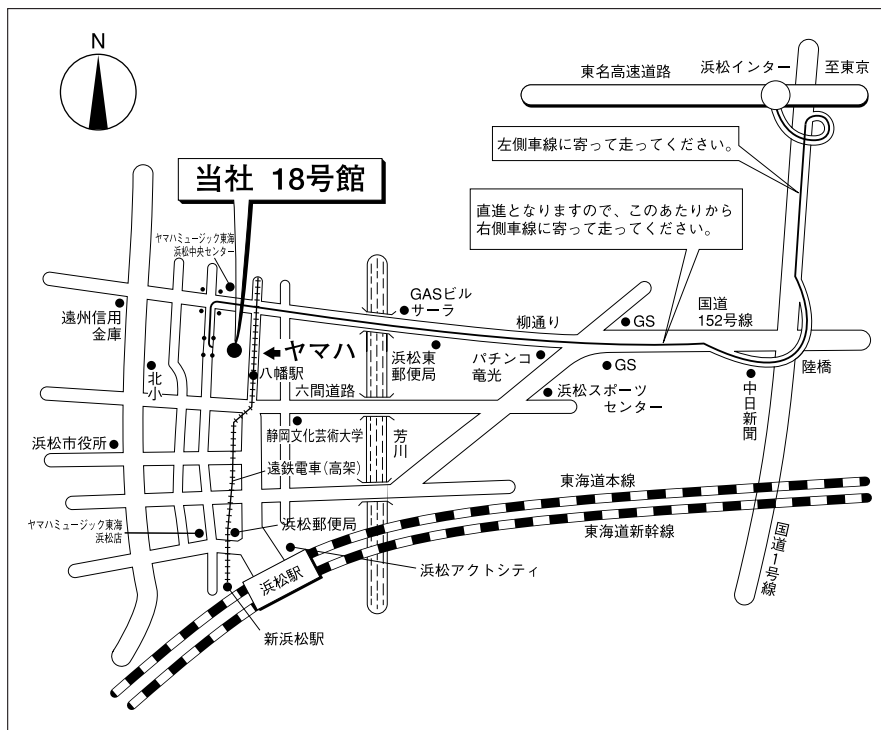 N
東名高速道路
浜松インター
至東京
左側車線に寄って走ってください。
当社 18号館
直進となりますので、このあたりから
右側車線に寄って走ってください。
ヤマハミュージック東海
浜松中央センター
GASビル
サーラ
国道
152号線
遠州信用
金庫
柳通り
GS
ヤマハ
浜松東
郵便局
パチンコ
竜光
GS
陸橋
北小
八幡駅
六間道路
浜松スポーツ
センター
中日新聞
浜松市役所
静岡文化芸術大学
芳川
遠鉄電車(高架)
東海道本線
ヤマハミュージック東海
浜松店
浜松郵便局
東海道新幹線
国道1号線
浜松駅
浜松アクトシティ
新浜松駅